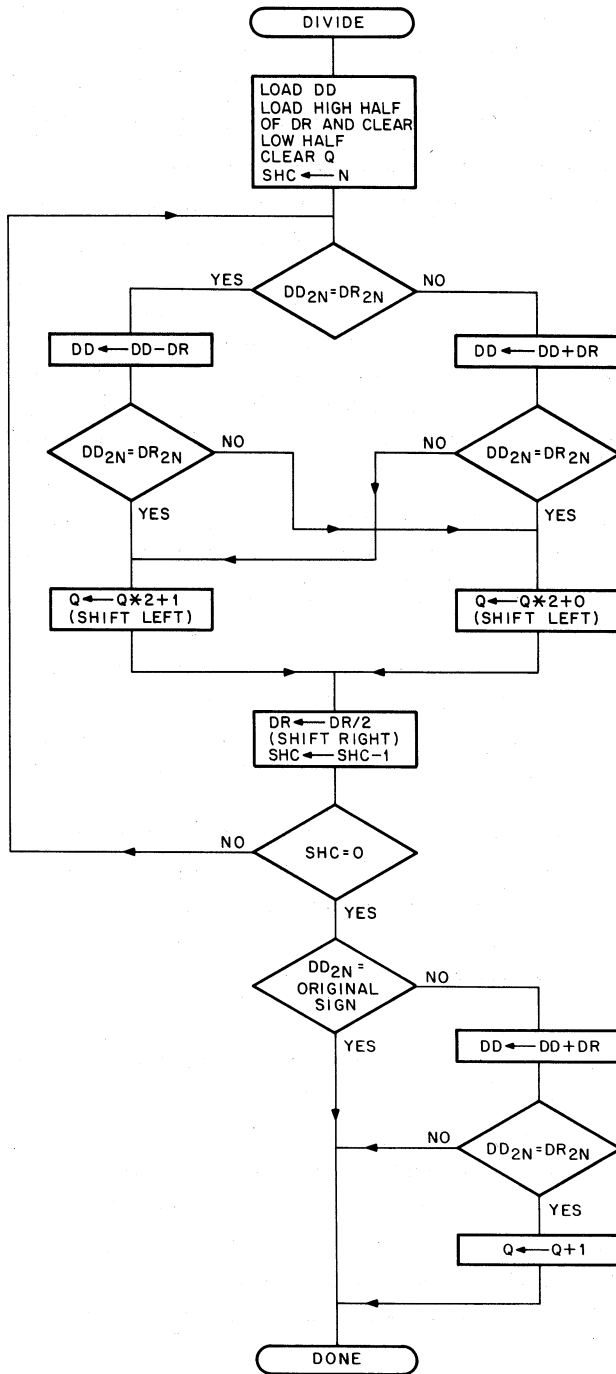 DIVIDE
LOAD DD
LOAD HIGH HALF
OF DR AND CLEAR
LOW HALF
CLEAR Q
SHC ← N
YES
NO
DD2N=DR2N
DD ← DD-DR
DD ← DD+DR
DD2N=DR2N
NO
NO
DD2N=DR2N
YES
YES
Q ← Q*2+1
(SHIFT LEFT)
Q ← Q*2+0
(SHIFT LEFT)
DR ← DR/2
(SHIFT RIGHT)
SHC ← SHC-1
NO
SHC=0
YES
DD2N=
ORIGINAL
SIGN
NO
YES
DD ← DD+DR
NO
DD2N=DR2N
YES
Q ← Q+1
DONE